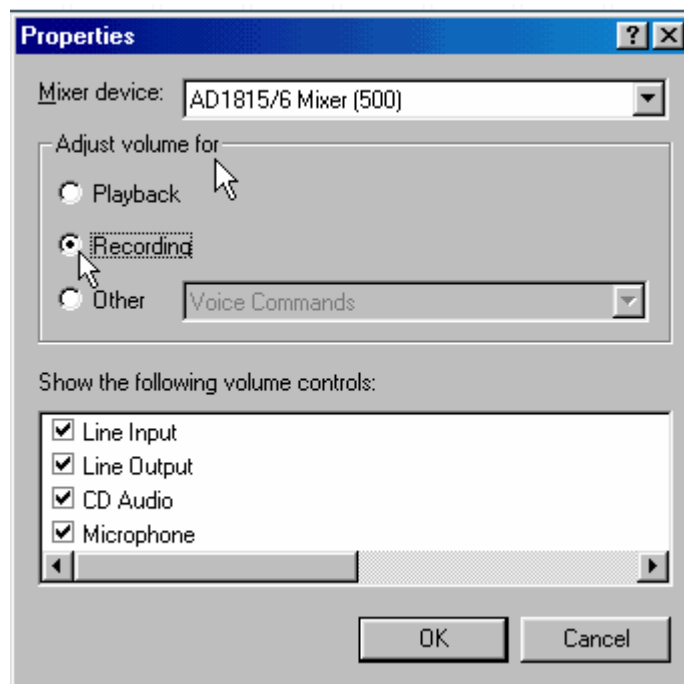 Properties
Mixer device: AD1815/6 Mixer (500)
Adjust volume for
Playback
Recording
Other Voice Commands
Show the following volume controls:
Line Input
Line Output
CD Audio
Microphone
OK Cancel